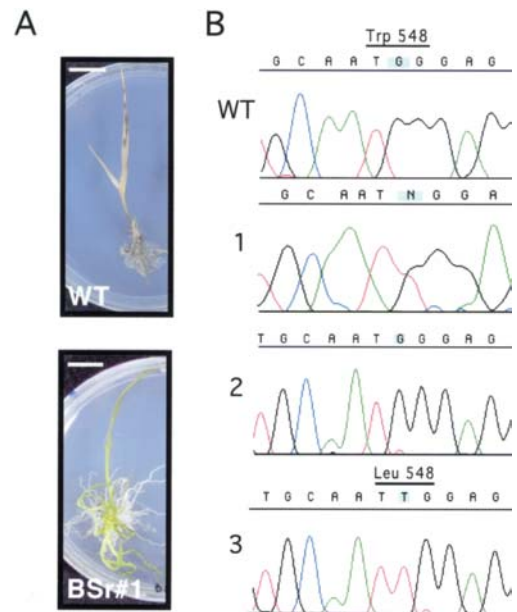 A
B
WT
BSr#1
Trp 548
G C A A T G G G A G
WT
G C A A T N G G A
1
T G C A A T G G G A G
2
Leu 548
T G C A A T T G G A G
3